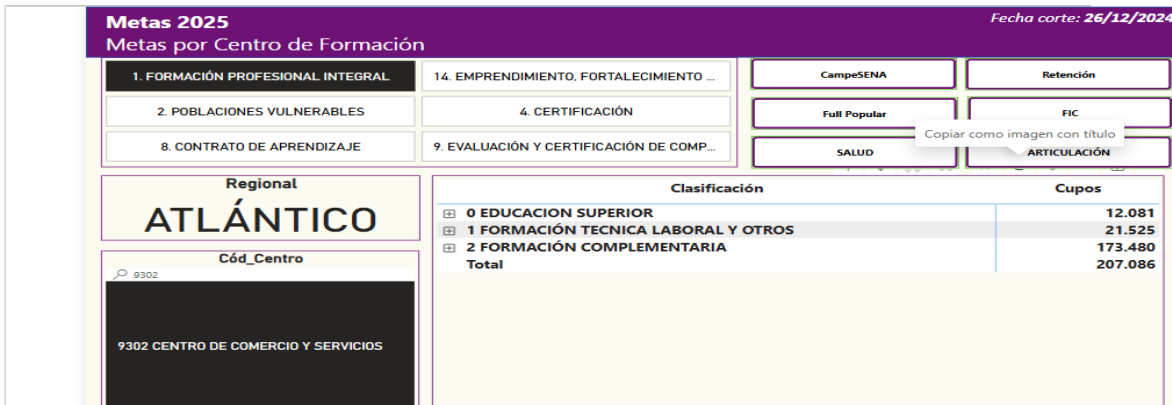 Metas 2025
Fecha corte: 26/12/2024
Metas por Centro de Formación
1. FORMACIÓN PROFESIONAL INTEGRAL
14. EMPRENDIMIENTO, FORTALECIMIENTO ...
CampeSENA
Retención
2. POBLACIONES VULNERABLES
4. CERTIFICACIÓN
Full Popular
FIC
Copiar como imagen con título
8. CONTRATO DE APRENDIZAJE
9. EVALUACIÓN Y CERTIFICACIÓN DE COMP...
SALUD
ARTICULACIÓN
Regional
ATLÁNTICO
Clasificación Cupos
0 EDUCACION SUPERIOR 12.081
1 FORMACIÓN TECNICA LABORAL Y OTROS 21.525
2 FORMACIÓN COMPLEMENTARIA 173.480
Total 207.086
Cód_Centro
9302
9302 CENTRO DE COMERCIO Y SERVICIOS